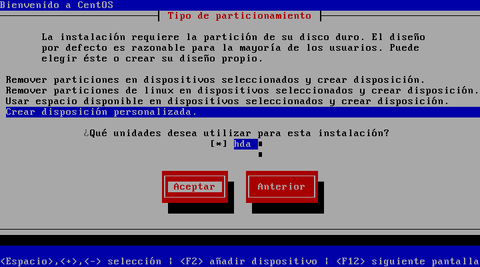 Bienvenido a CentOS
Tipo de particionamiento
La instalación requiere la partición de su disco duro. El diseño
por defecto es razonable para la mayoría de los usuarios. Puede
elegir éste o crear su diseño propio.
Remover particiones en dispositivos seleccionados y crear disposición.
Remover particiones de linux en dispositivos seleccionados y crear disposición.
Usar espacio disponible en dispositivos seleccionados y crear disposición.
Crear disposición personalizada.
¿Qué unidades desea utilizar para esta instalación?
[*] hda
Aceptar
Anterior
<Espacio>,<+>,<-> selección | <F2> añadir dispositivo | <F12> siguiente pantalla